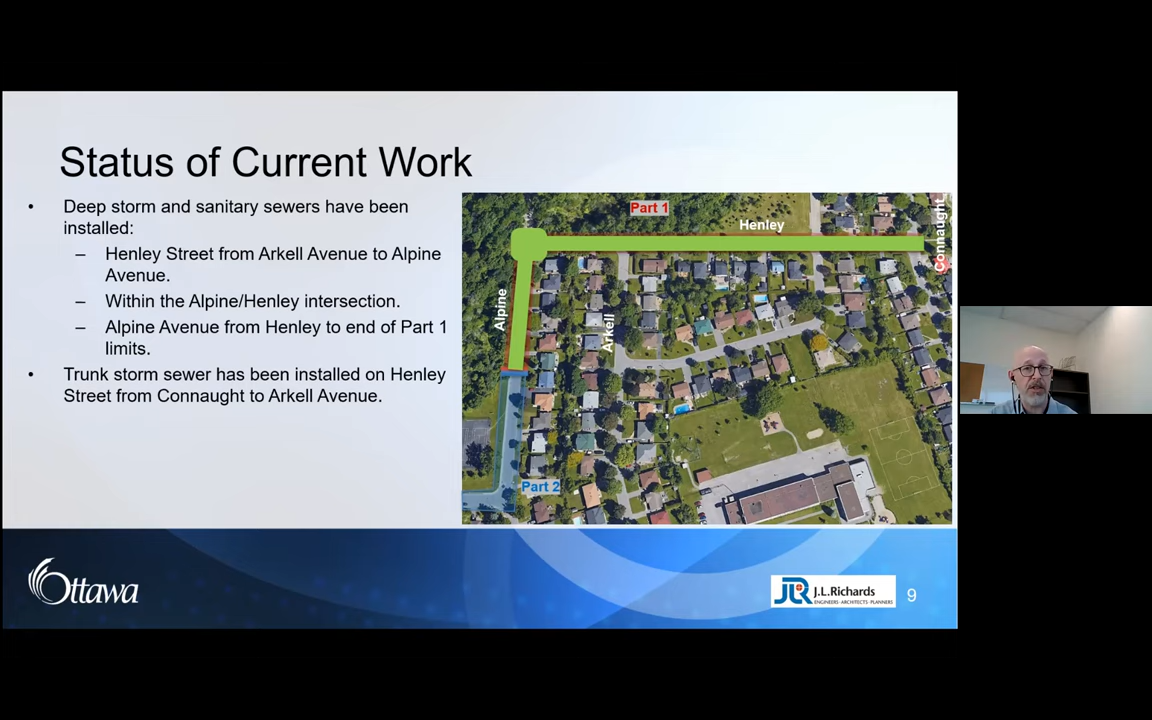 Status of Current Work
• Deep storm and sanitary sewers have been
installed:
– Henley Street from Arkell Avenue to Alpine
Avenue.
– Within the Alpine/Henley intersection.
– Alpine Avenue from Henley to end of Part 1
limits.
• Trunk storm sewer has been installed on Henley
Street from Connaught to Arkell Avenue.
Part 1
Henley
Connaught
Alpine
Arkell
Part 2
Ottawa
JLR J.L.Richards
ENGINEERS · ARCHITECTS · PLANNERS
9